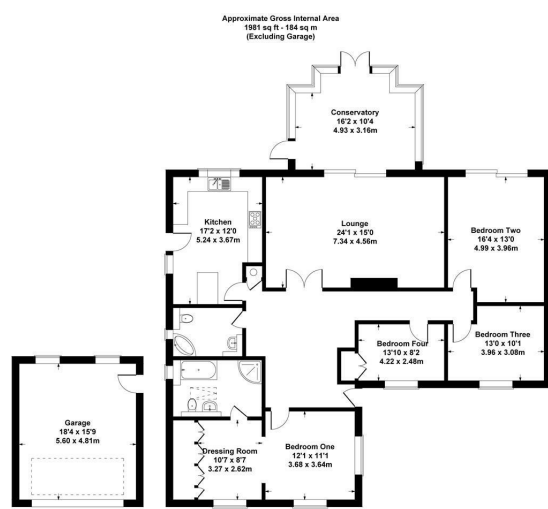 Approximate Gross Internal Area
1981 sq ft - 184 sq m
(Excluding Garage)
Conservatory
16'2 x 10'4
4.93 x 3.16m
Kitchen
17'2 x 12'0
5.24 x 3.67m
Lounge
24'1 x 15'0
7.34 x 4.56m
Bedroom Two
16'4 x 13'0
4.99 x 3.96m
Bedroom Four
13'10 x 8'2
4.22 x 2.48m
Bedroom Three
13'0 x 10'1
3.96 x 3.08m
Garage
18'4 x 15'9
5.60 x 4.81m
Dressing Room
10'7 x 8'7
3.27 x 2.62m
Bedroom One
12'1 x 11'1
3.68 x 3.64m